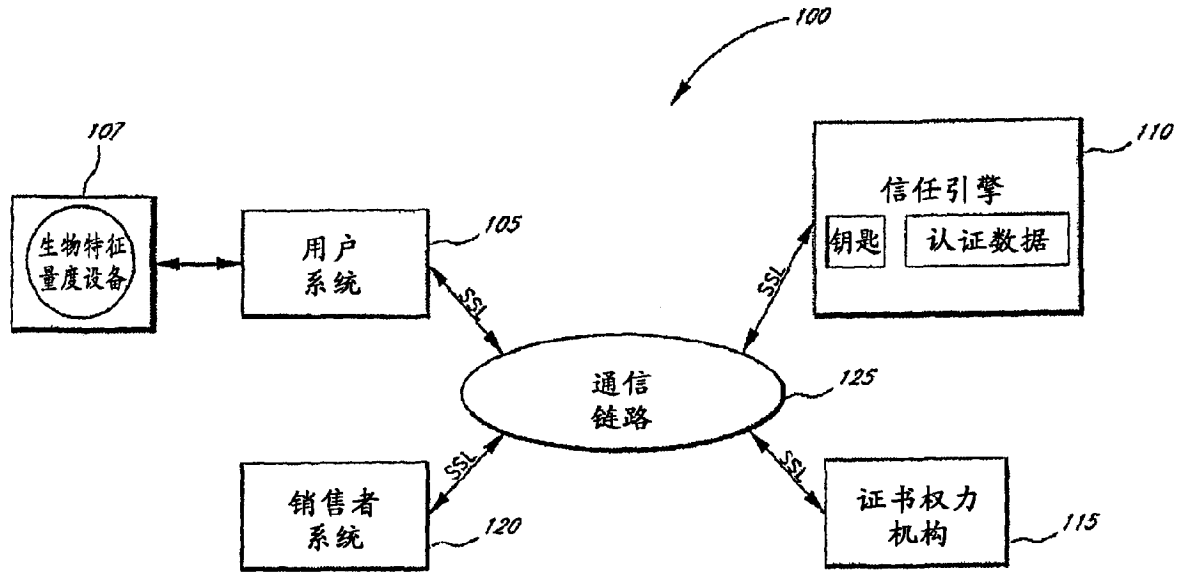 100
107
110
生物特征
量度设备
用户
系统
105
信任引擎
钥匙
认证数据
SSL
SSL
通信
链路
125
SSL
SSL
销售者
系统
120
证书权力
机构
115